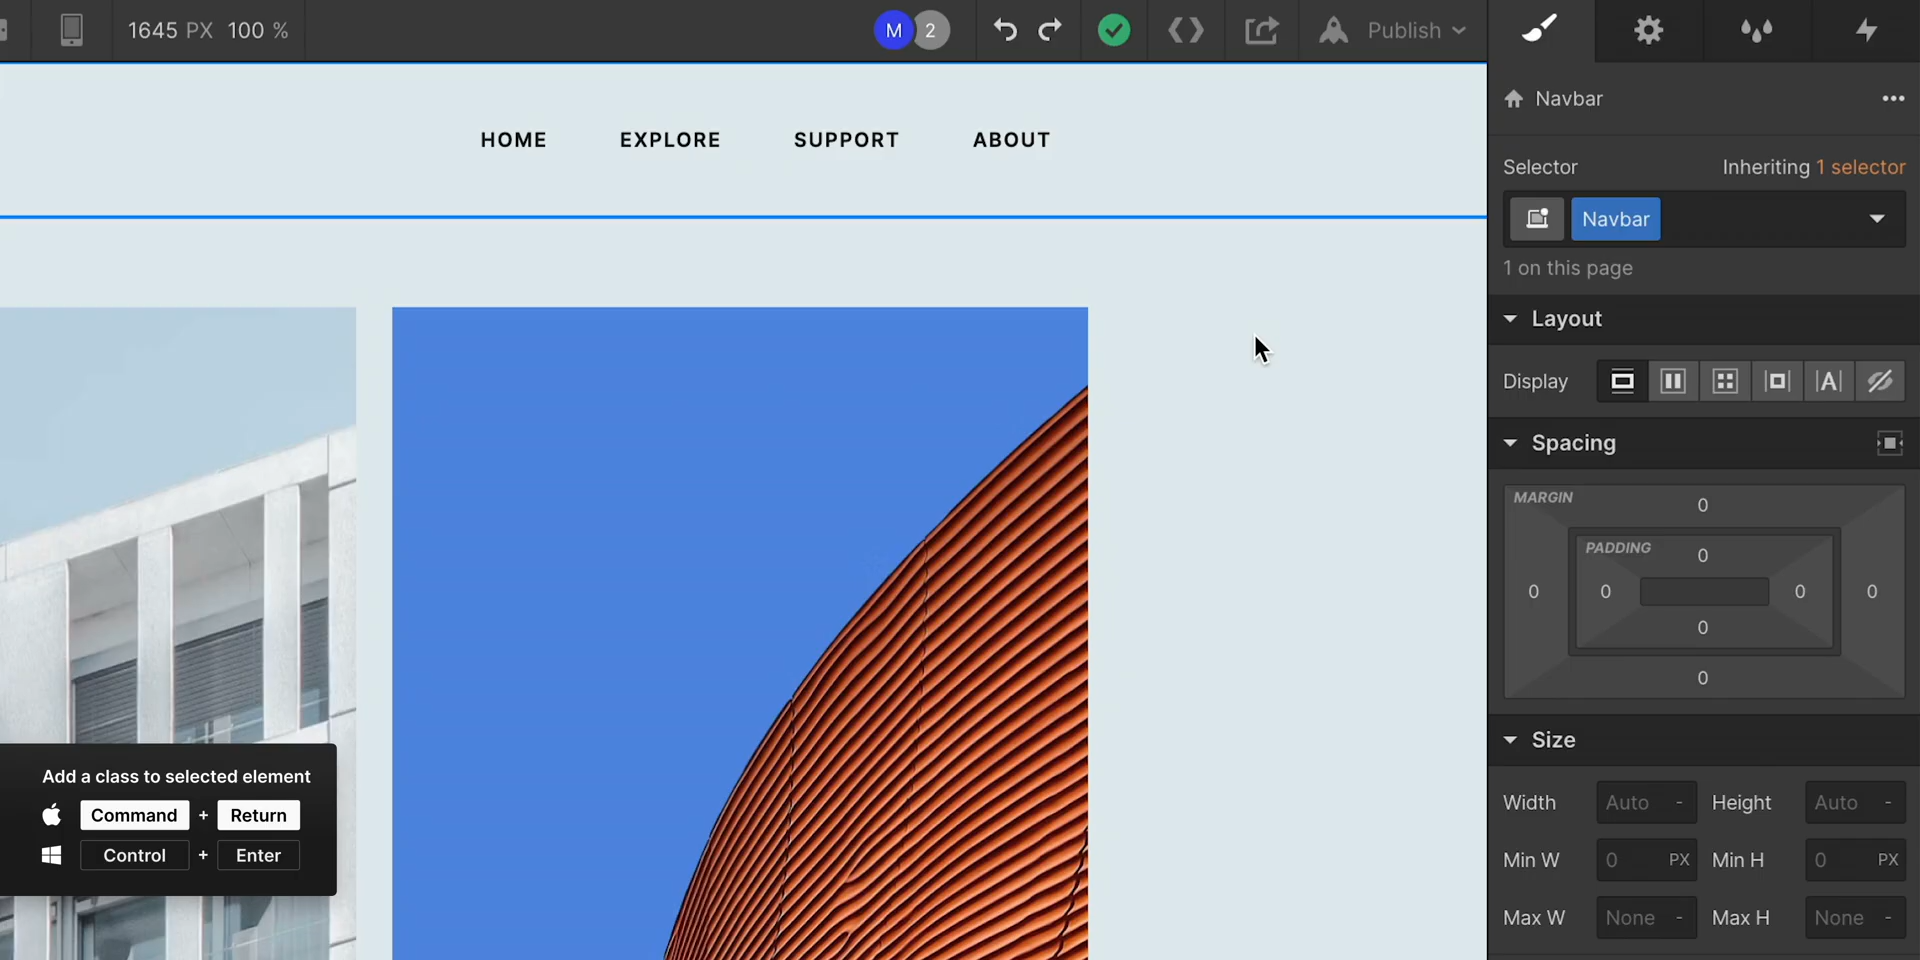 1645 PX 100 %
M 2
Publish
Navbar
HOME EXPLORE SUPPORT ABOUT
Selector Inheriting 1 selector
Navbar
1 on this page
Layout
Display
A
Spacing
MARGIN
0
PADDING
0
0 0 0 0
0
0
Size
Width Auto - Height Auto -
Min W 0 PX Min H 0 PX
Max W None - Max H None -
Add a class to selected element
Command + Return
Control + Enter